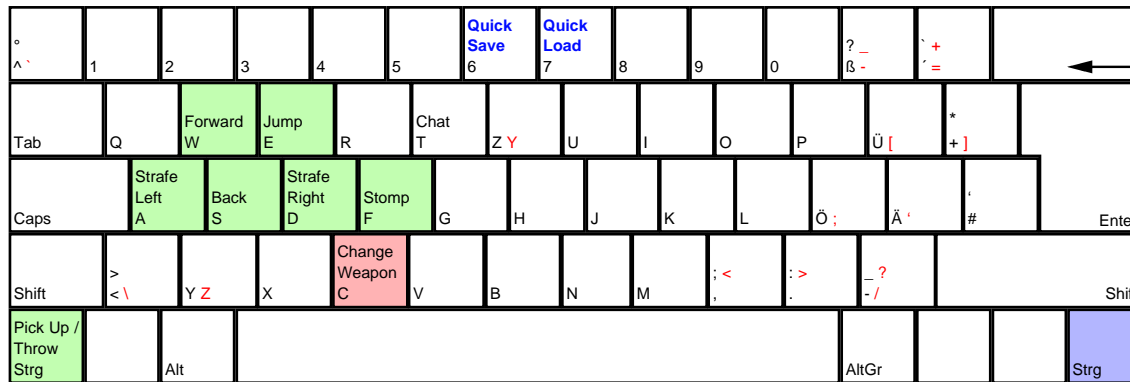 Quick Quick
° Save Load ? _ ` +
^ ` 1 2 3 4 5 6 7 8 9 0 ß - ´ =
Forward Jump Chat *
Tab Q W E R T Z Y U I O P Ü [ + ]
Strafe Strafe
Left Back Right Stomp ‘
Caps A S D F G H J K L Ö ; Ä ‘ # Ente
Change
> Weapon ; < : > _ ?
Shift < \ Y Z X C V B N M , . - / Shif
Pick Up /
Throw
Strg Alt AltGr Strg